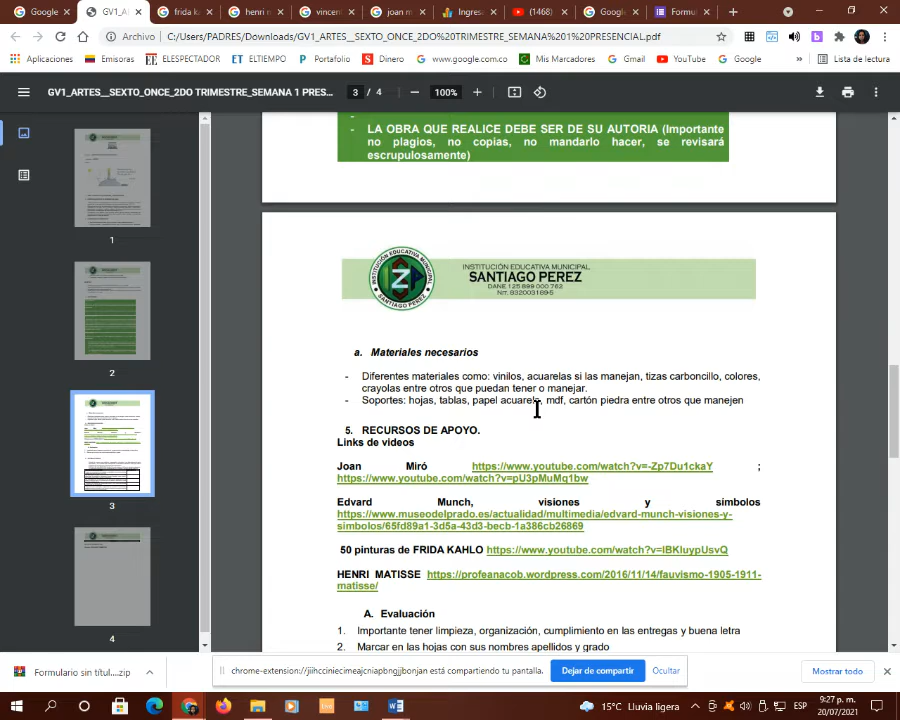 Google
GV1_A
frida k
henri n
vincen
joan m
Ingres
(1468)
Google
Formul
Archivo
C:/Users/PADRES/Downloads/GV1_ARTES__SEXTO_ONCE_2DO%20TRIMESTRE_SEMANA%201%20PRESENCIAL.pdf
Aplicaciones
Emisoras
ELESPECTADOR
ELTIEMPO
Portafolio
Dinero
www.google.com.co
Mis Marcadores
Gmail
YouTube
Google
»
Lista de lectura
GV1_ARTES__SEXTO_ONCE_2DO TRIMESTRE_SEMANA 1 PRES...
3 / 4
100%
1
2
3
4
-
- LA OBRA QUE REALICE DEBE SER DE SU AUTORIA (Importante
no plagios, no copias, no mandarlo hacer, se revisará
escrupulosamente)
INSTITUCIÓN EDUCATIVA MUNICIPAL
SANTIAGO PEREZ
IZP
INSTITUCIÓN EDUCATIVA MUNICIPAL
SANTIAGO PEREZ
a. Materiales necesarios
- Diferentes materiales como: vinilos, acuarelas si las manejan, tizas carboncillo, colores,
crayolas entre otros que puedan tener o manejar.
- Soportes: hojas, tablas, papel acuarela, mdf, cartón piedra entre otros que manejen
5. RECURSOS DE APOYO.
Links de videos
Joan Miró https://www.youtube.com/watch?v=-Zp7Du1ckaY ;
https://www.youtube.com/watch?v=pU3pMuMq1bw
Edvard Munch, visiones y simbolos
https://www.museodelprado.es/actualidad/multimedia/edvard-munch-visiones-y-
simbolos/65fd89a1-3d5a-43d3-becb-1a386cb26869
50 pinturas de FRIDA KAHLO https://www.youtube.com/watch?v=IBKluypUsvQ
HENRI MATISSE https://profeanacob.wordpress.com/2016/11/14/fauvismo-1905-1911-
matisse/
A. Evaluación
1. Importante tener limpieza, organización, cumplimiento en las entregas y buena letra
2. Marcar en las hojas con sus nombres apellidos y grado
Formulario sin títul....zip
chrome-extension://jiihcciniecimeajcniapbngjjbonjan está compartiendo tu pantalla.
Dejar de compartir
Ocultar
Mostrar todo
15°C Lluvia ligera
ESP
9:27 p. m.
20/07/2021